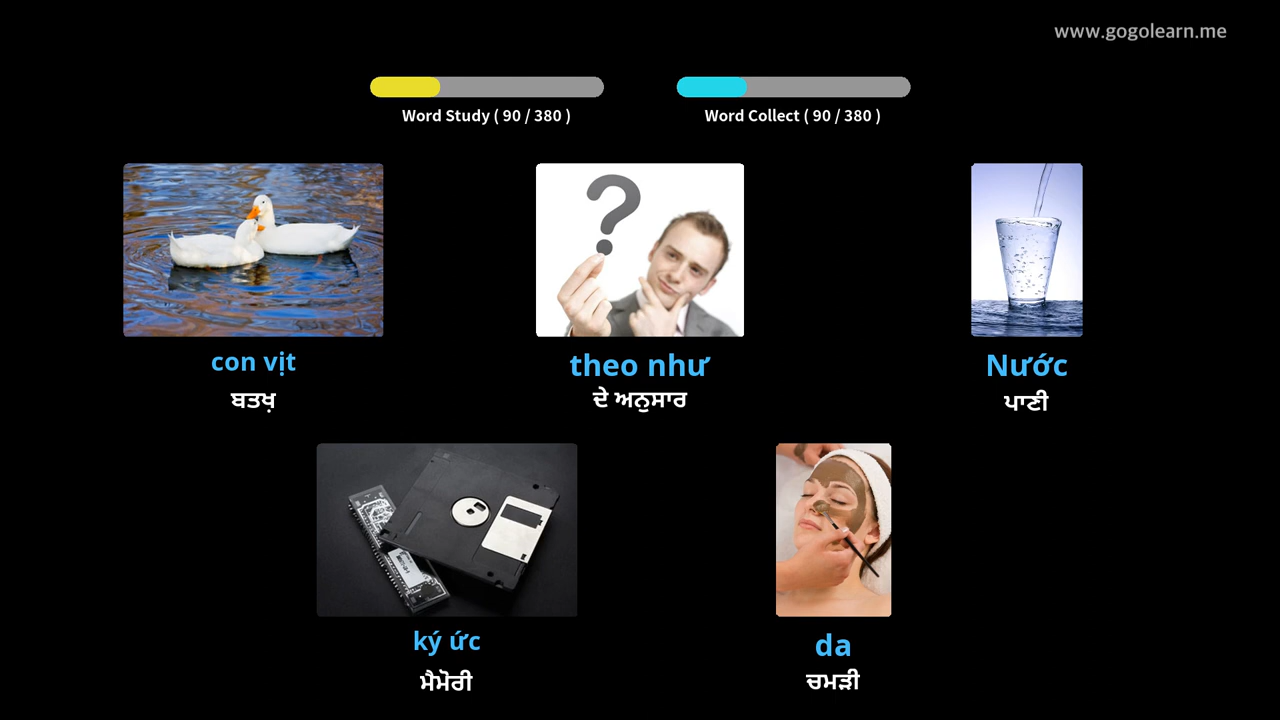 www.gogolearn.me
Word Study ( 90 / 380 )
Word Collect ( 90 / 380 )
con vịt
ਬਤਖ਼
theo như
ਦੇ ਅਨੁਸਾਰ
Nước
ਪਾਣੀ
ký ức
ਮੈਮੋਰੀ
da
ਚਮੜੀ